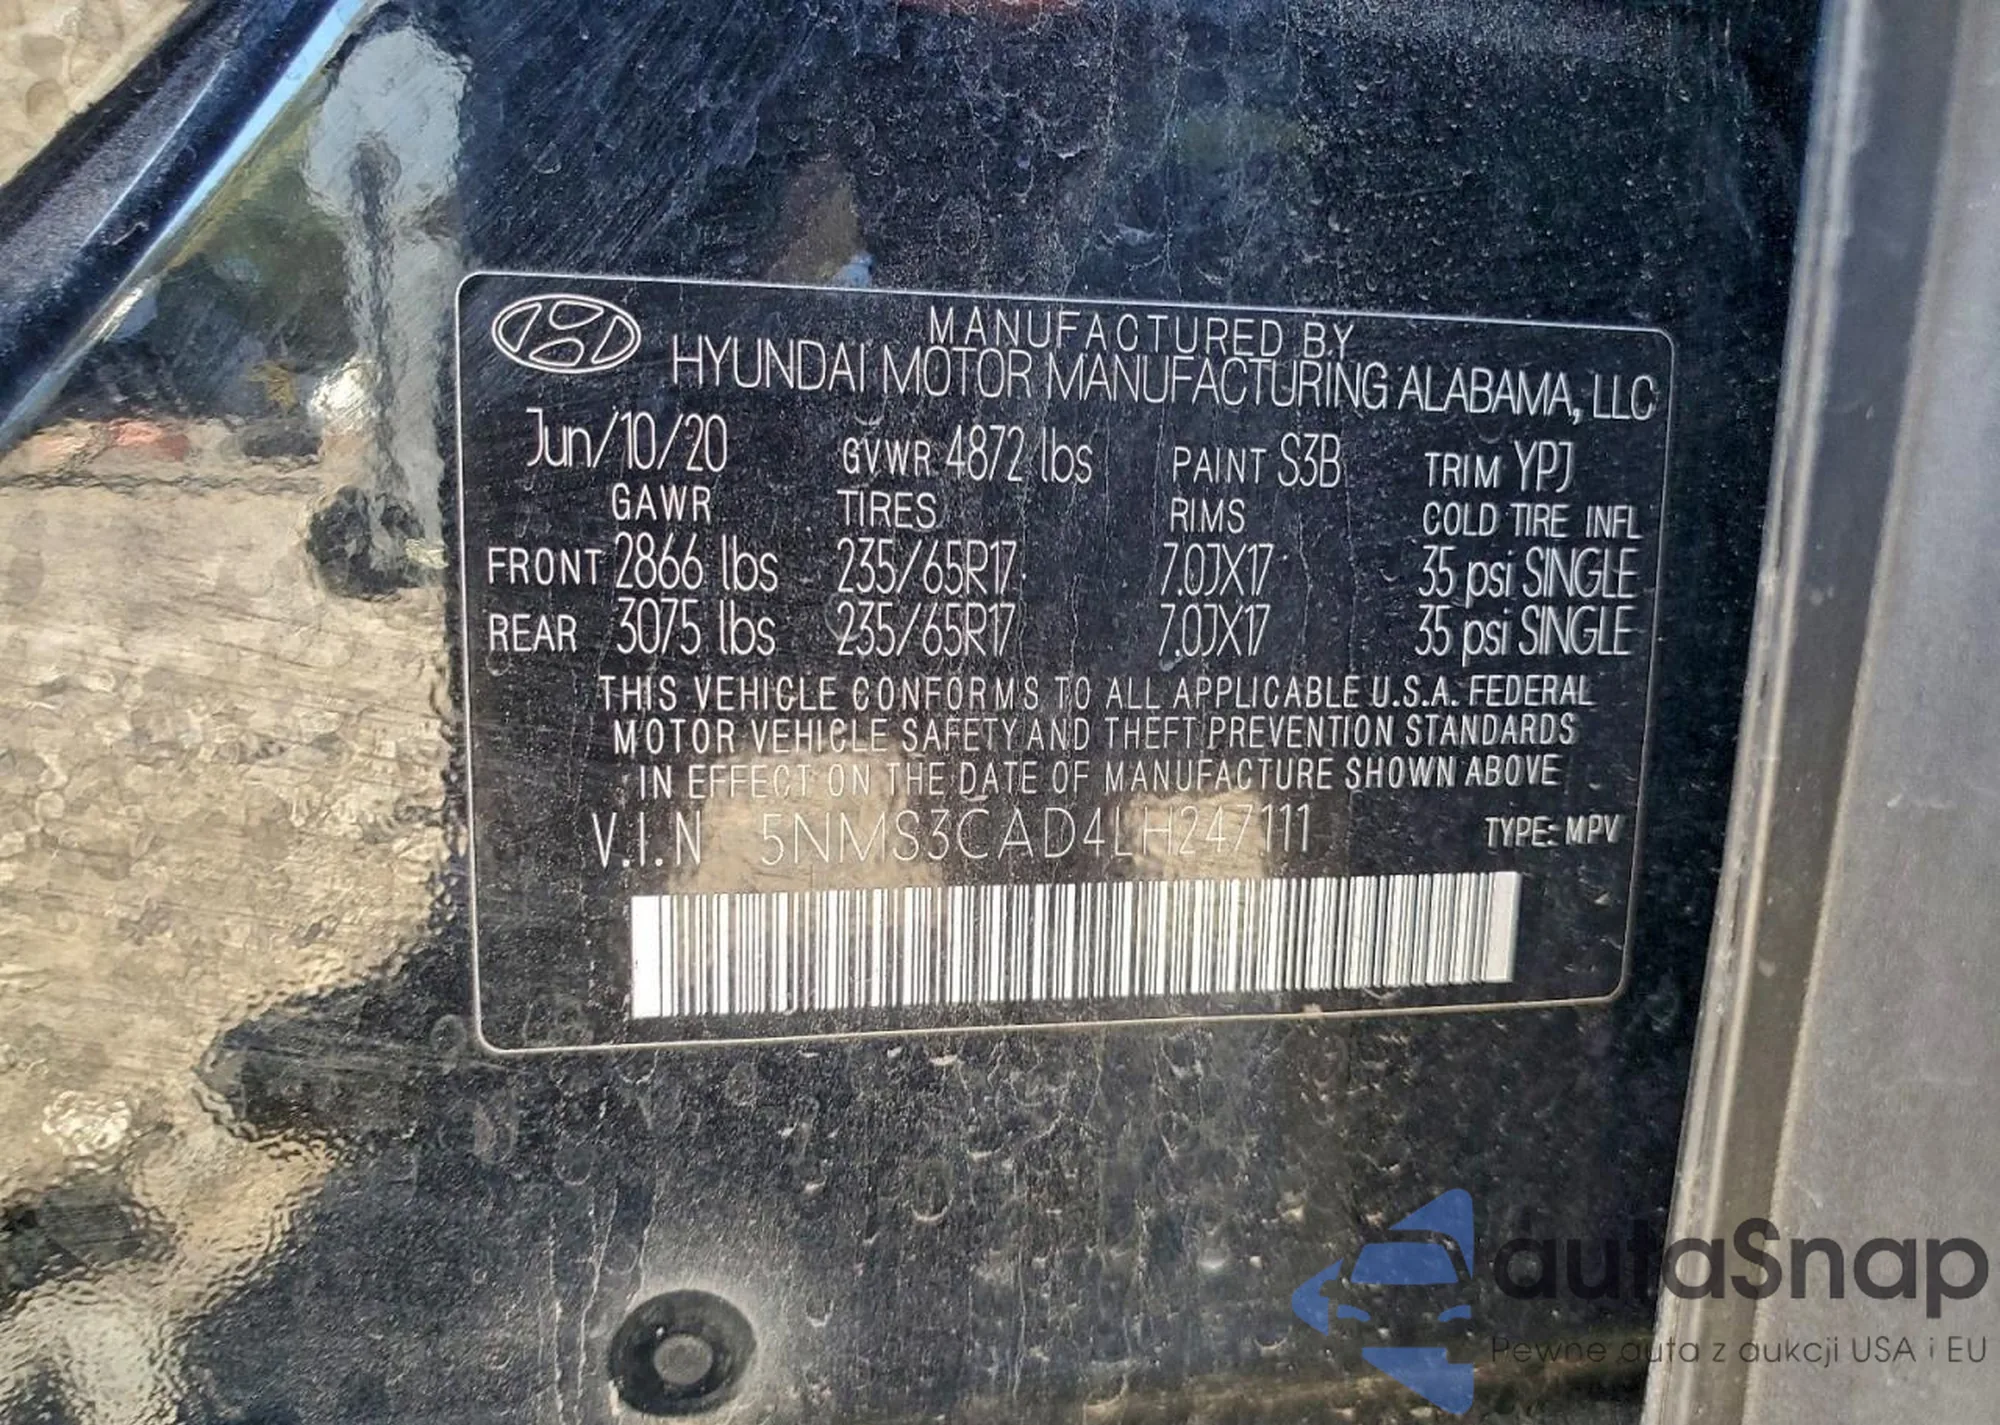 MANUFACTURED BY
HYUNDAI MOTOR MANUFACTURING ALABAMA, LLC
Jun/10/20 GVWR 4872 lbs PAINT S3B TRIM YPJ
GAWR TIRES RIMS COLD TIRE INFL
FRONT 2866 lbs 235/65R17 7.0JX17 35 psi SINGLE
REAR 3075 lbs 235/65R17 7.0JX17 35 psi SINGLE
THIS VEHICLE CONFORMS TO ALL APPLICABLE U.S.A. FEDERAL
MOTOR VEHICLE SAFETY AND THEFT PREVENTION STANDARDS
IN EFFECT ON THE DATE OF MANUFACTURE SHOWN ABOVE
V.I.N 5NMS3CAD4LH247111 TYPE: MPV
autaSnap
Pewne auta z aukcji USA i EU